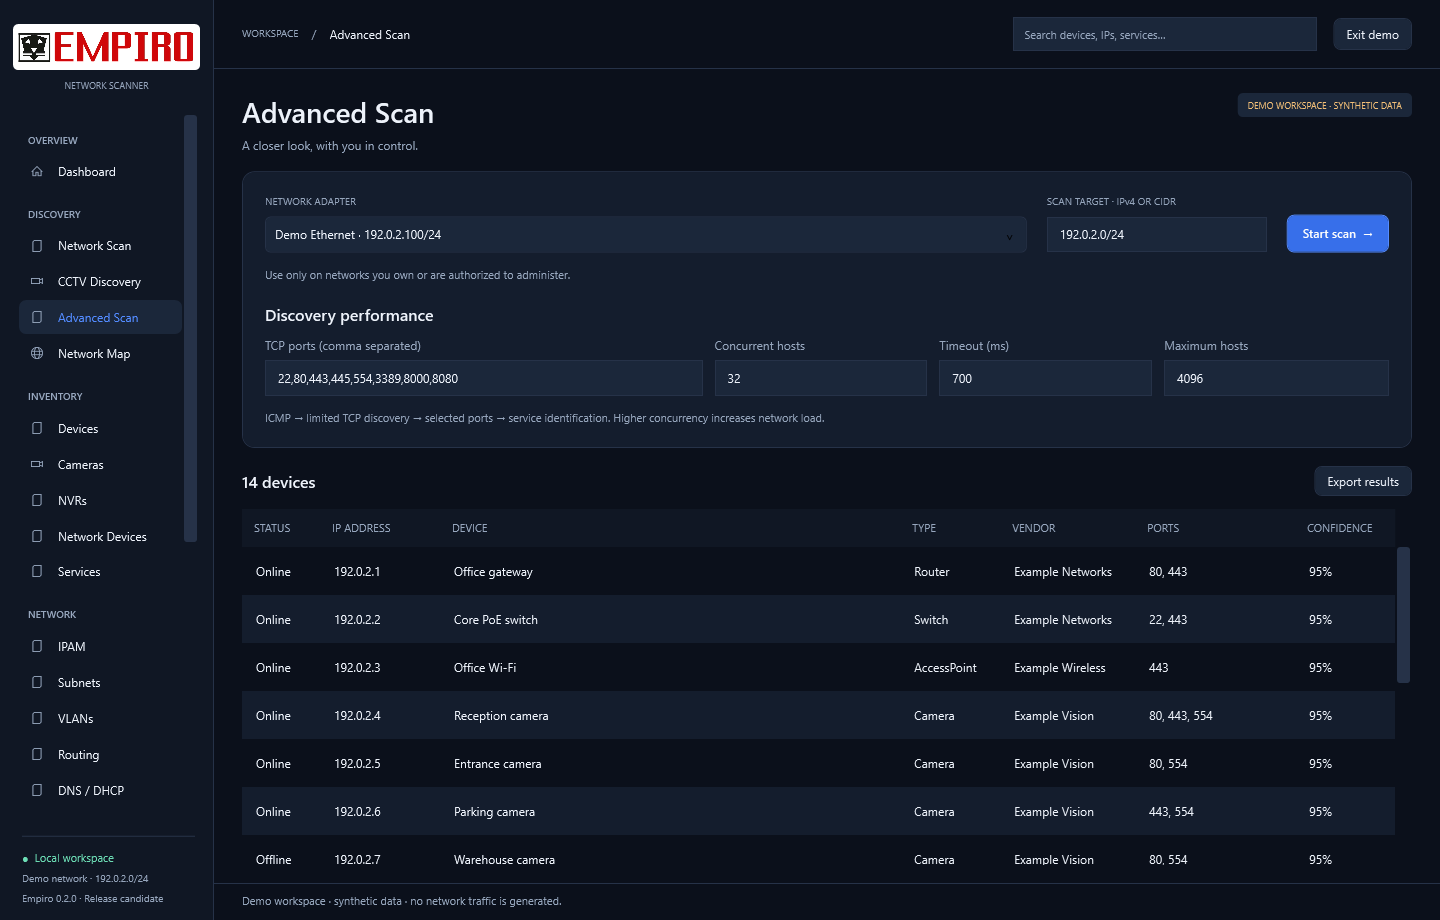 EMPIRO
NETWORK SCANNER
OVERVIEW
Dashboard
DISCOVERY
Network Scan
CCTV Discovery
Advanced Scan
Network Map
INVENTORY
Devices
Cameras
NVRs
Network Devices
Services
NETWORK
IPAM
Subnets
VLANs
Routing
DNS / DHCP
● Local workspace
Demo network · 192.0.2.0/24
Empiro 0.2.0 · Release candidate
WORKSPACE / Advanced Scan
Search devices, IPs, services...
Exit demo
Advanced Scan
DEMO WORKSPACE · SYNTHETIC DATA
A closer look, with you in control.
NETWORK ADAPTER
SCAN TARGET · IPv4 OR CIDR
Demo Ethernet · 192.0.2.100/24
192.0.2.0/24
Start scan →
Use only on networks you own or are authorized to administer.
Discovery performance
TCP ports (comma separated) Concurrent hosts Timeout (ms) Maximum hosts
22,80,443,445,554,3389,8000,8080 32 700 4096
ICMP → limited TCP discovery → selected ports → service identification. Higher concurrency increases network load.
14 devices
Export results
STATUS IP ADDRESS DEVICE TYPE VENDOR PORTS CONFIDENCE
Online 192.0.2.1 Office gateway Router Example Networks 80, 443 95%
Online 192.0.2.2 Core PoE switch Switch Example Networks 22, 443 95%
Online 192.0.2.3 Office Wi-Fi AccessPoint Example Wireless 443 95%
Online 192.0.2.4 Reception camera Camera Example Vision 80, 443, 554 95%
Online 192.0.2.5 Entrance camera Camera Example Vision 80, 554 95%
Online 192.0.2.6 Parking camera Camera Example Vision 443, 554 95%
Offline 192.0.2.7 Warehouse camera Camera Example Vision 80, 554 95%
Demo workspace · synthetic data · no network traffic is generated.